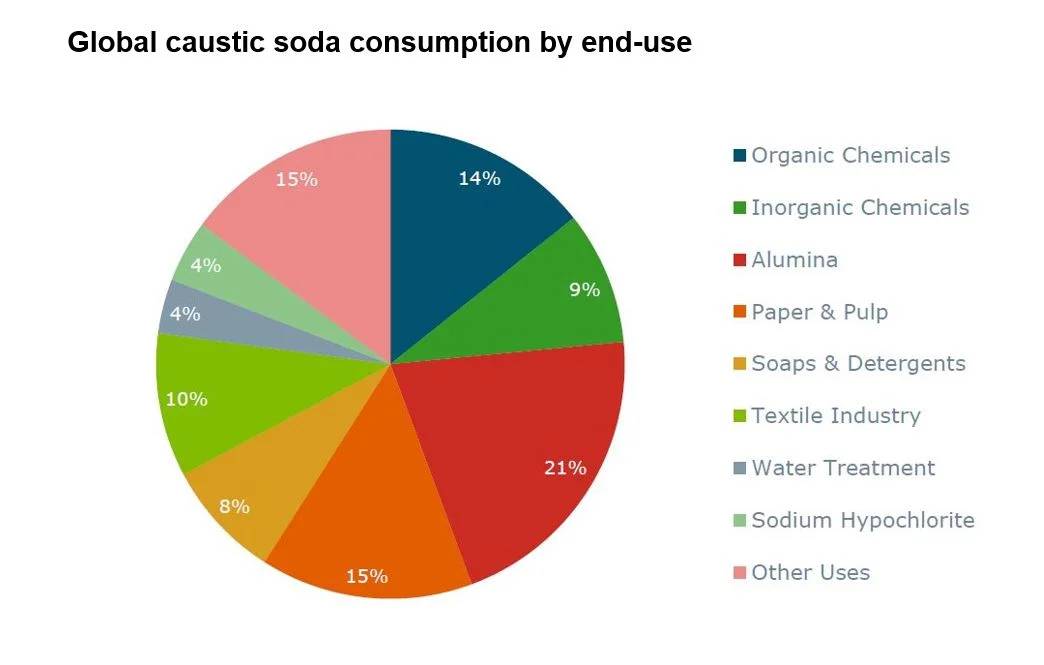 Global caustic soda consumption by end-use
14%
9%
21%
15%
8%
10%
4%
4%
15%
Organic Chemicals
Inorganic Chemicals
Alumina
Paper & Pulp
Soaps & Detergents
Textile Industry
Water Treatment
Sodium Hypochlorite
Other Uses